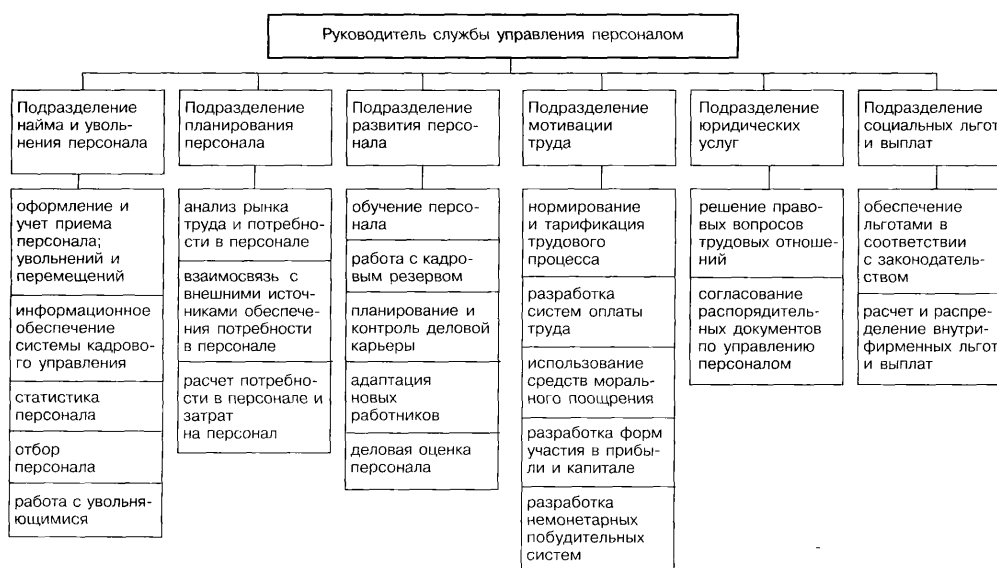 Руководитель службы управления персоналом
Подразделение
найма и уволь-
нения персонала
Подразделение
планирования
персонала
Подразделение
развития персо-
нала
Подразделение
мотивации
труда
Подразделение
юридических
услуг
Подразделение
социальных льгот
и выплат
оформление и
учет приема
персонала;
увольнений и
перемещений
информационное
обеспечение
системы кадрово-
го управления
статистика
персонала
отбор
персонала
работа с увольня-
ющимися
анализ рынка
труда и потребно-
сти в персонале
взаимосвязь с
внешними источ-
никами обеспече-
ния потребности
в персонале
расчет потребно-
сти в персонале и
затрат
на персонал
обучение персо-
нала
работа с кадро-
вым резервом
планирование и
контроль деловой
карьеры
адаптация
новых
работников
деловая оценка
персонала
нормирование
и тарификация
трудового
процесса
разработка
систем оплаты
труда
использование
средств мораль-
ного поощрения
разработка форм
участия в прибы-
ли и капитале
разработка
немонетарных
побудительных
систем
решение право-
вых вопросов
трудовых отноше-
ний
согласование
распорядитель-
ных документов
по управлению
персоналом
обеспечение
льготами в
соответствии
с законодатель-
ством
расчет и распре-
деление внутри-
фирменных льгот
и выплат